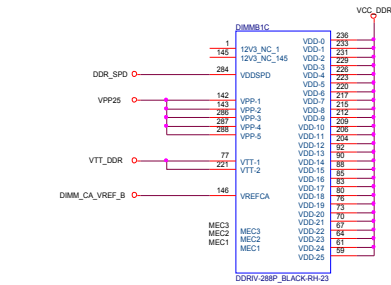 VCC_DDR
DIMMB1C
1 12V3_NC_1
145 12V3_NC_145
DDR_SPD 284 VDDSPD
VPP25 142 VPP-1
143 VPP-2
286 VPP-3
287 VPP-4
288 VPP-5
VTT_DDR 77 VTT-1
221 VTT-2
DIMM_CA_VREF_B 146 VREFCA
MEC3 MEC3
MEC2 MEC2
MEC1 MEC1
VDD-0 236
VDD-1 233
VDD-2 231
VDD-3 229
VDD-4 226
VDD-5 223
VDD-6 220
VDD-7 217
VDD-8 215
VDD-9 212
VDD-10 209
VDD-11 206
VDD-12 204
VDD-13 92
VDD-14 90
VDD-15 88
VDD-16 85
VDD-17 83
VDD-18 80
VDD-19 76
VDD-20 73
VDD-21 70
VDD-22 67
VDD-23 64
VDD-24 61
VDD-25 59
DDRIV-288P_BLACK-RH-23